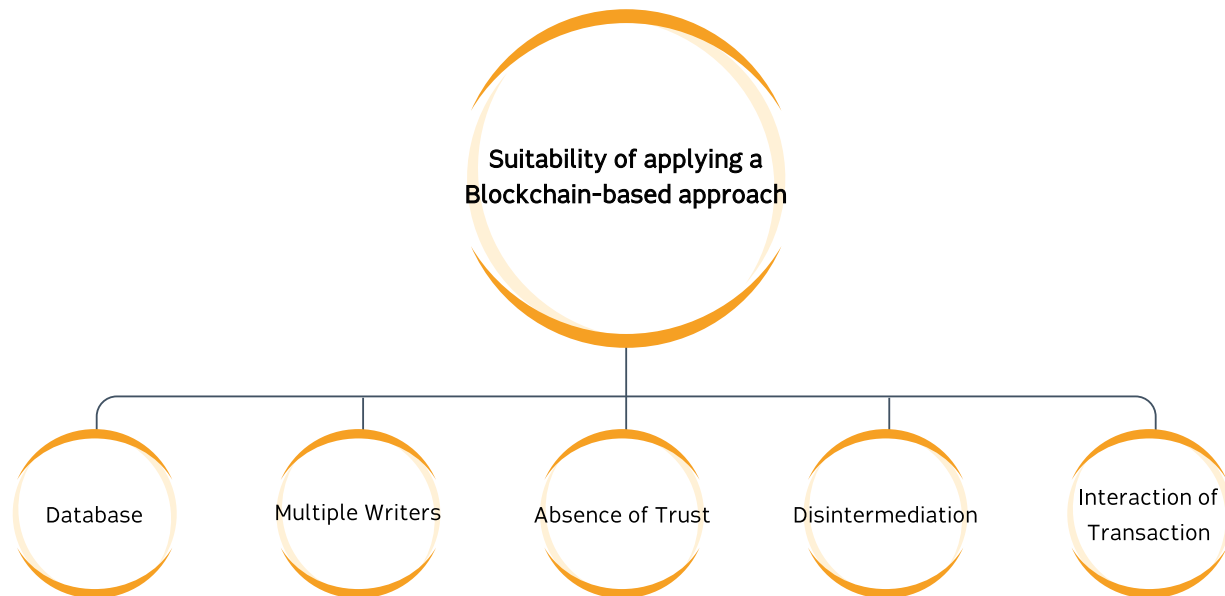 Suitability of applying a
Blockchain-based approach
Database
Multiple Writers
Absence of Trust
Disintermediation
Interaction of
Transaction